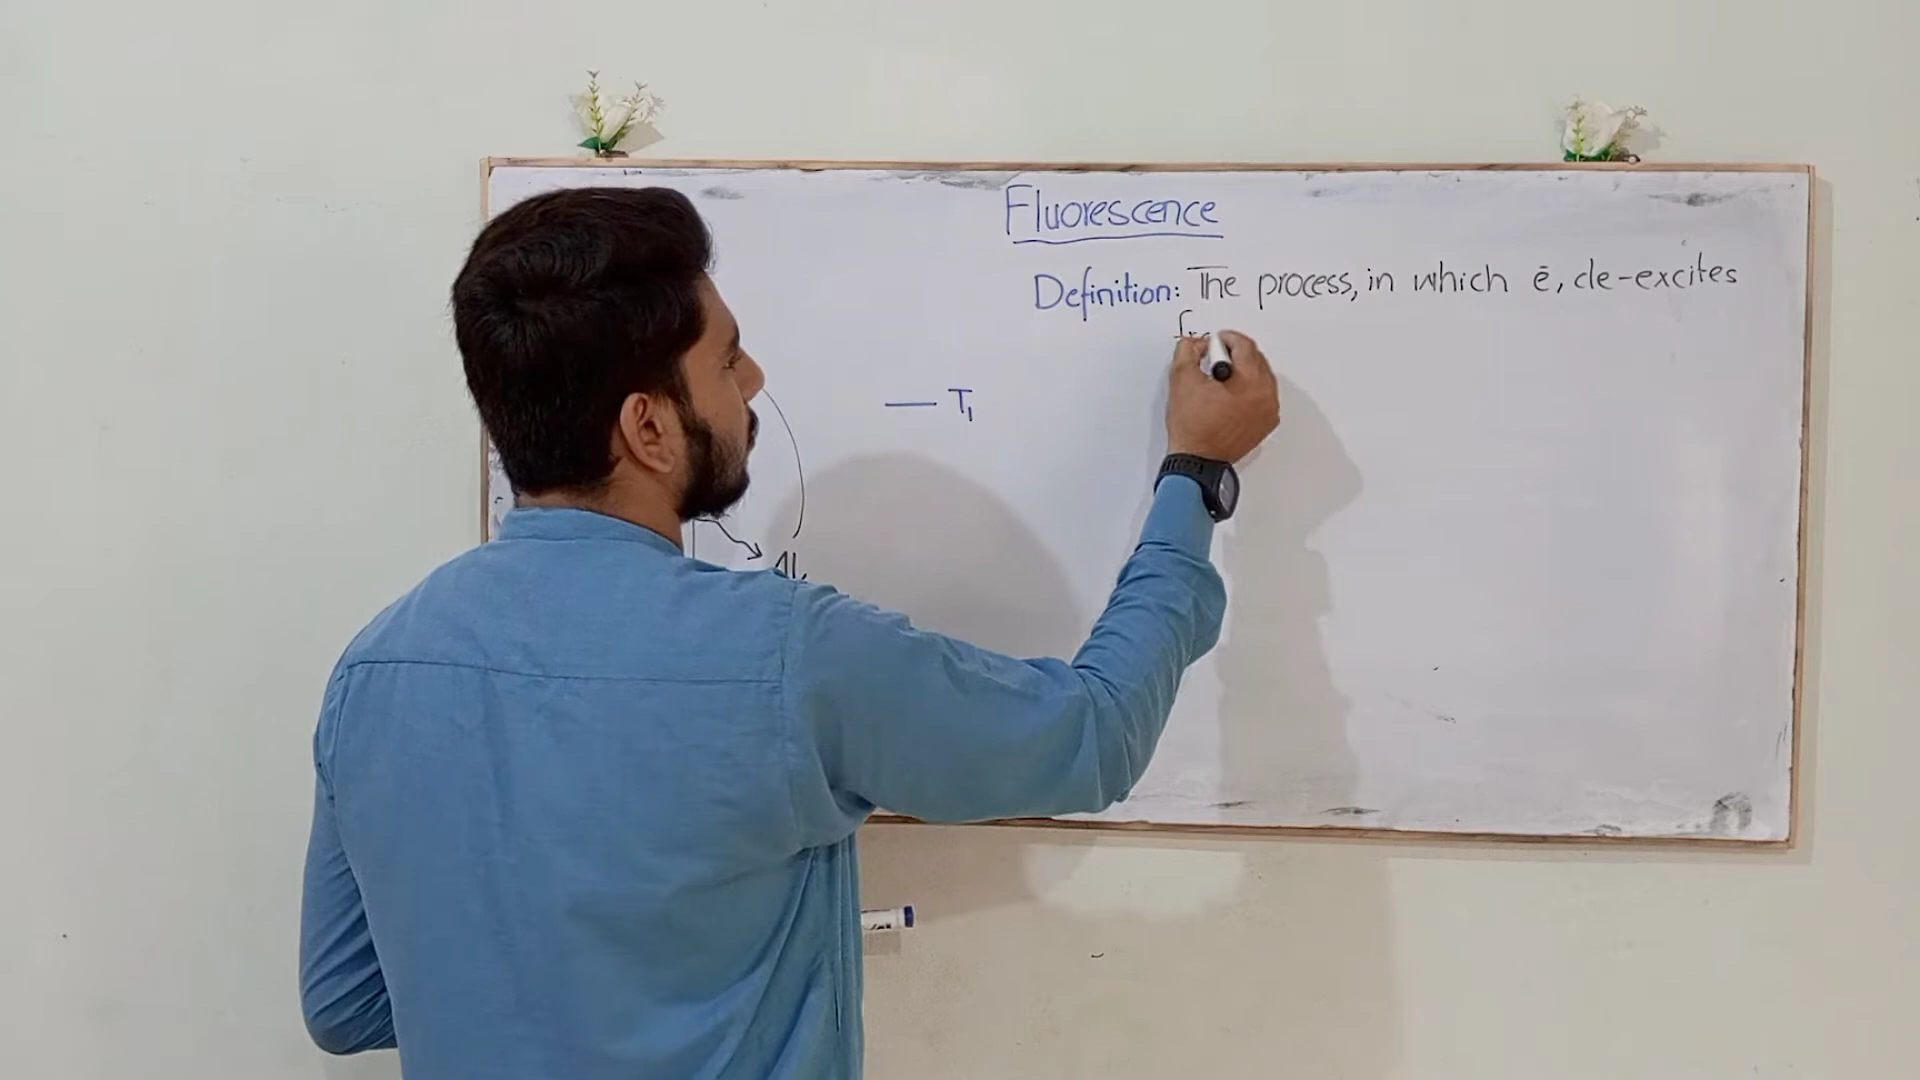 Fluorescence
Definition: The process, in which ē, de-excites
T₁